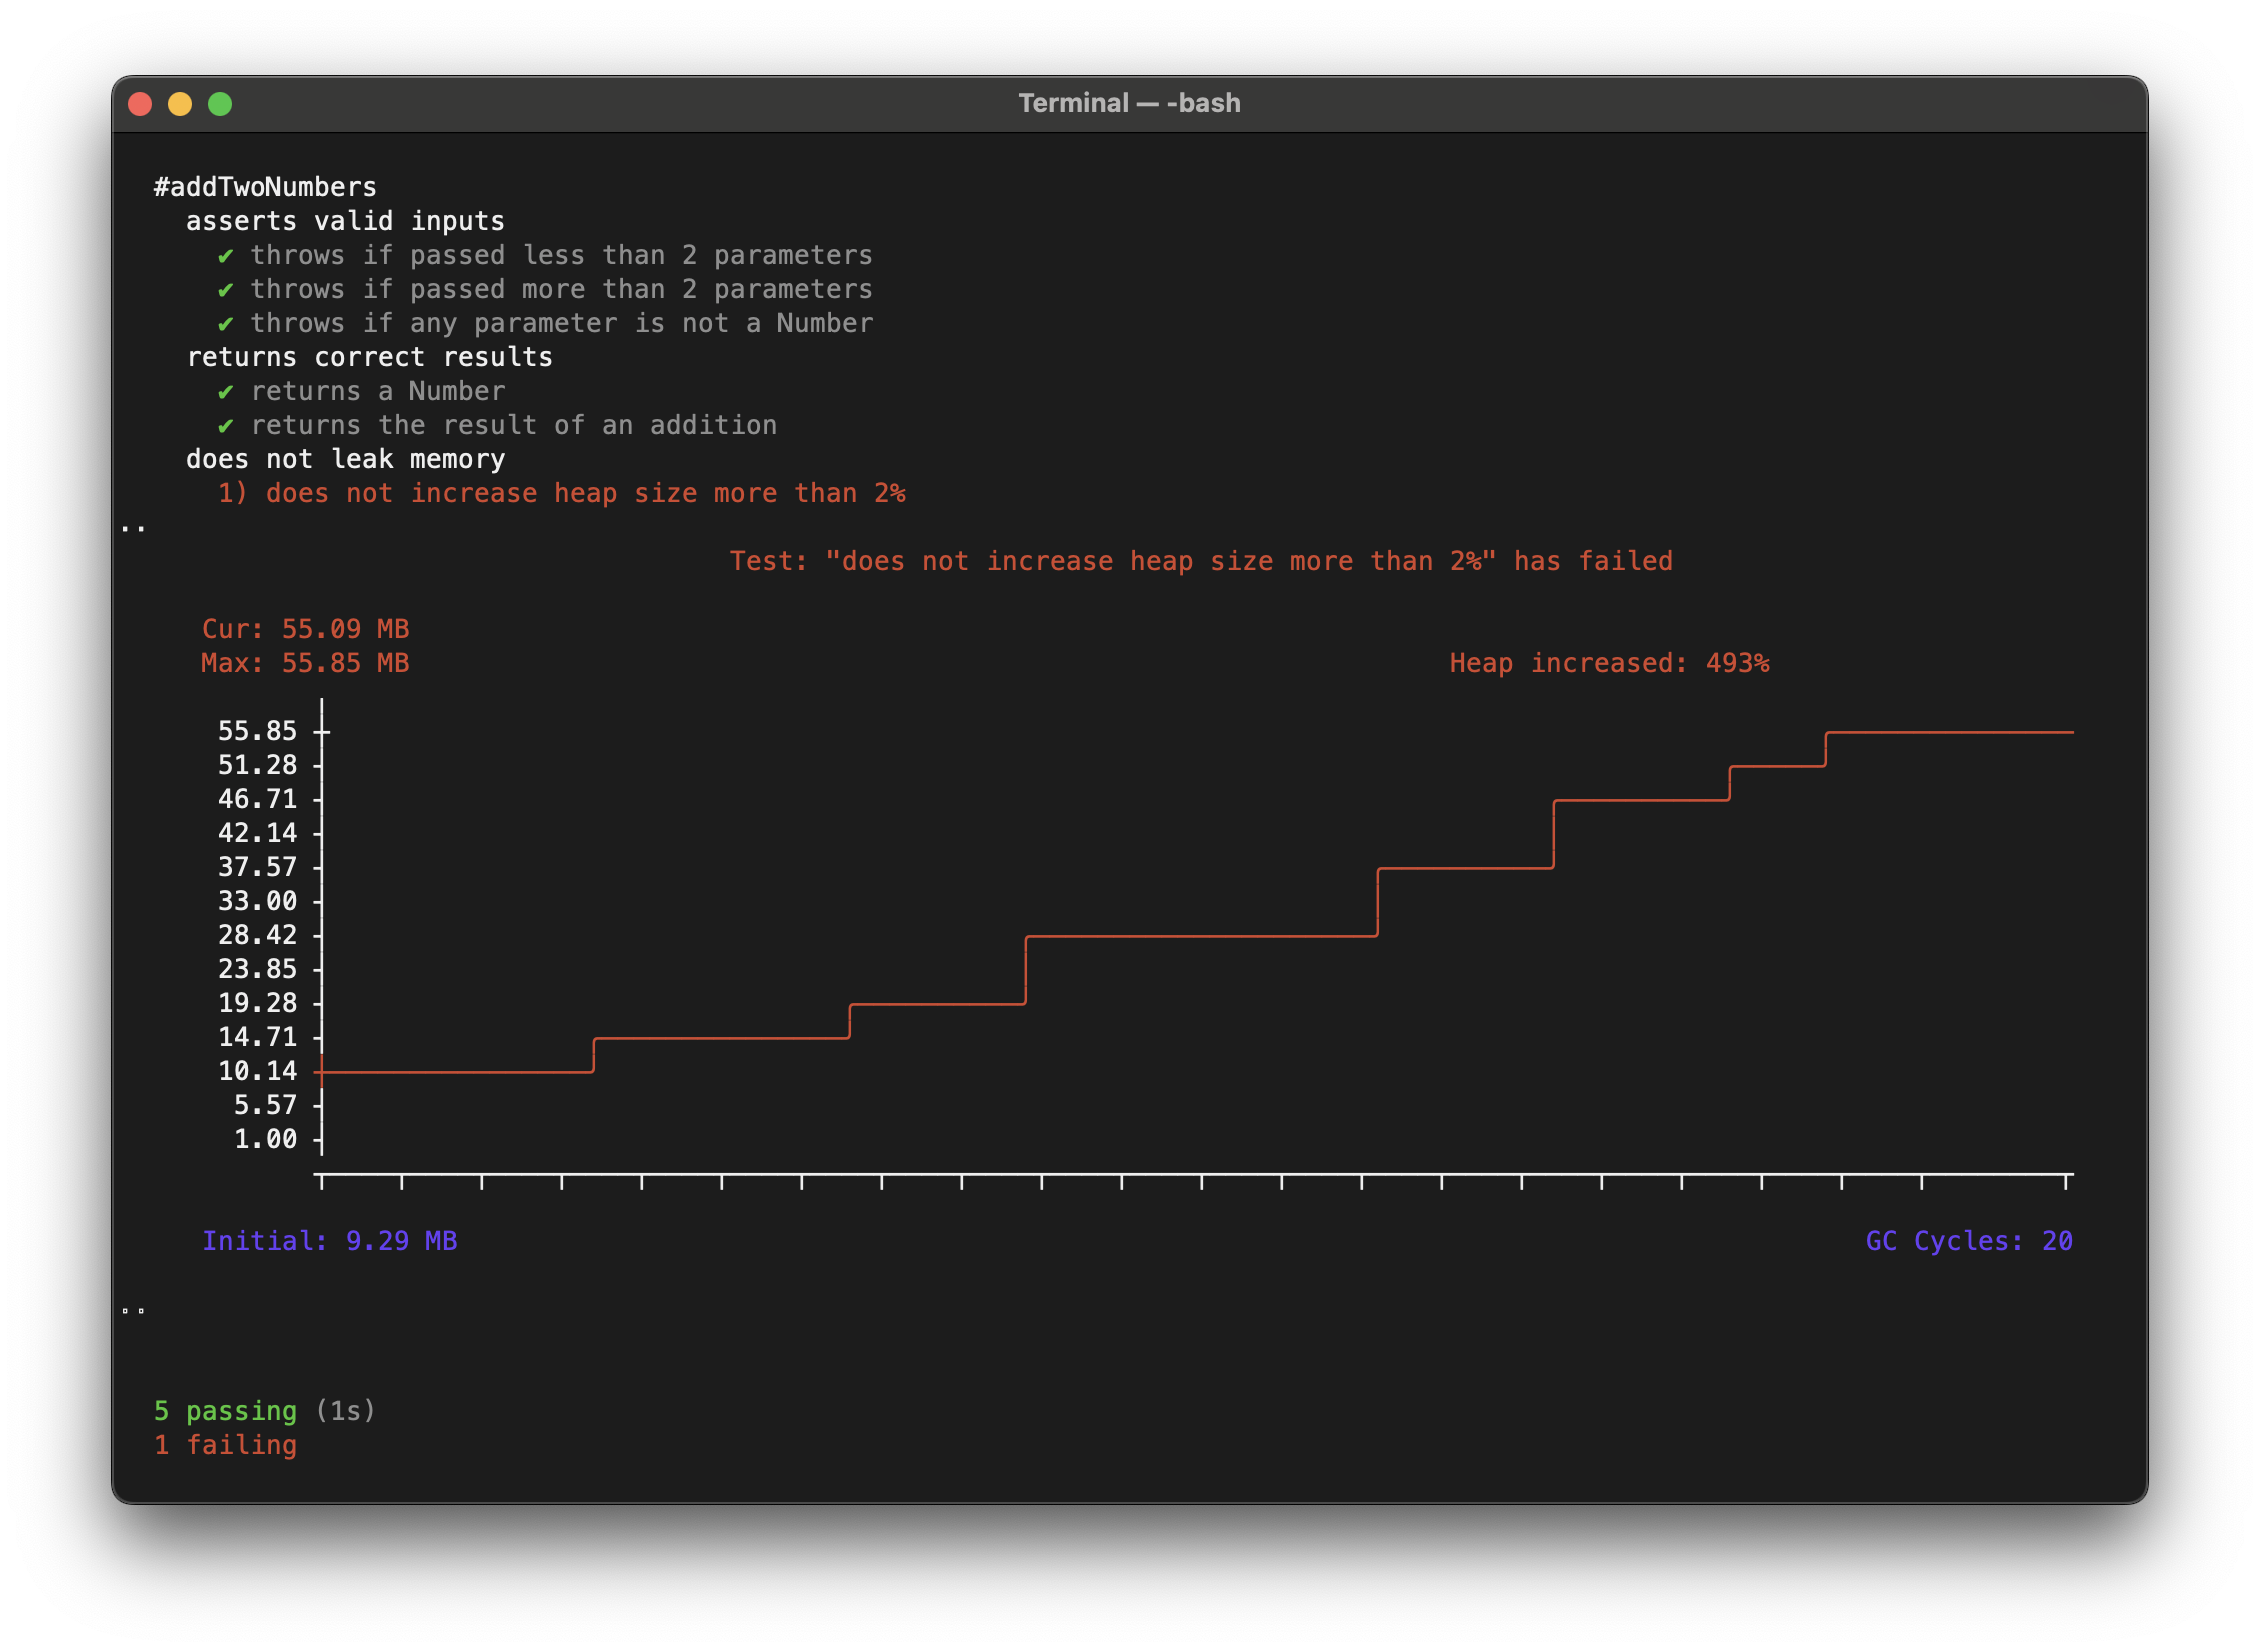 Terminal — -bash
#addTwoNumbers
asserts valid inputs
✔ throws if passed less than 2 parameters
✔ throws if passed more than 2 parameters
✔ throws if any parameter is not a Number
returns correct results
✔ returns a Number
✔ returns the result of an addition
does not leak memory
1) does not increase heap size more than 2%
..
Test: "does not increase heap size more than 2%" has failed
Cur: 55.09 MB
Max: 55.85 MB
Heap increased: 493%
55.85
51.28
46.71
42.14
37.57
33.00
28.42
23.85
19.28
14.71
10.14
5.57
1.00
Initial: 9.29 MB
GC Cycles: 20
..
5 passing (1s)
1 failing